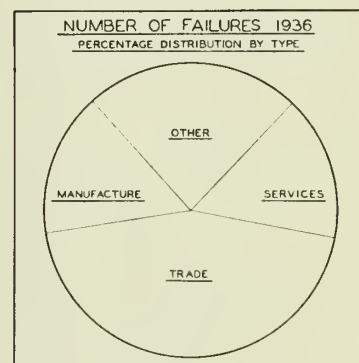 NUMBER OF FAILURES 1936
PERCENTAGE DISTRIBUTION BY TYPE
OTHER
MANUFACTURE
SERVICES
TRADE